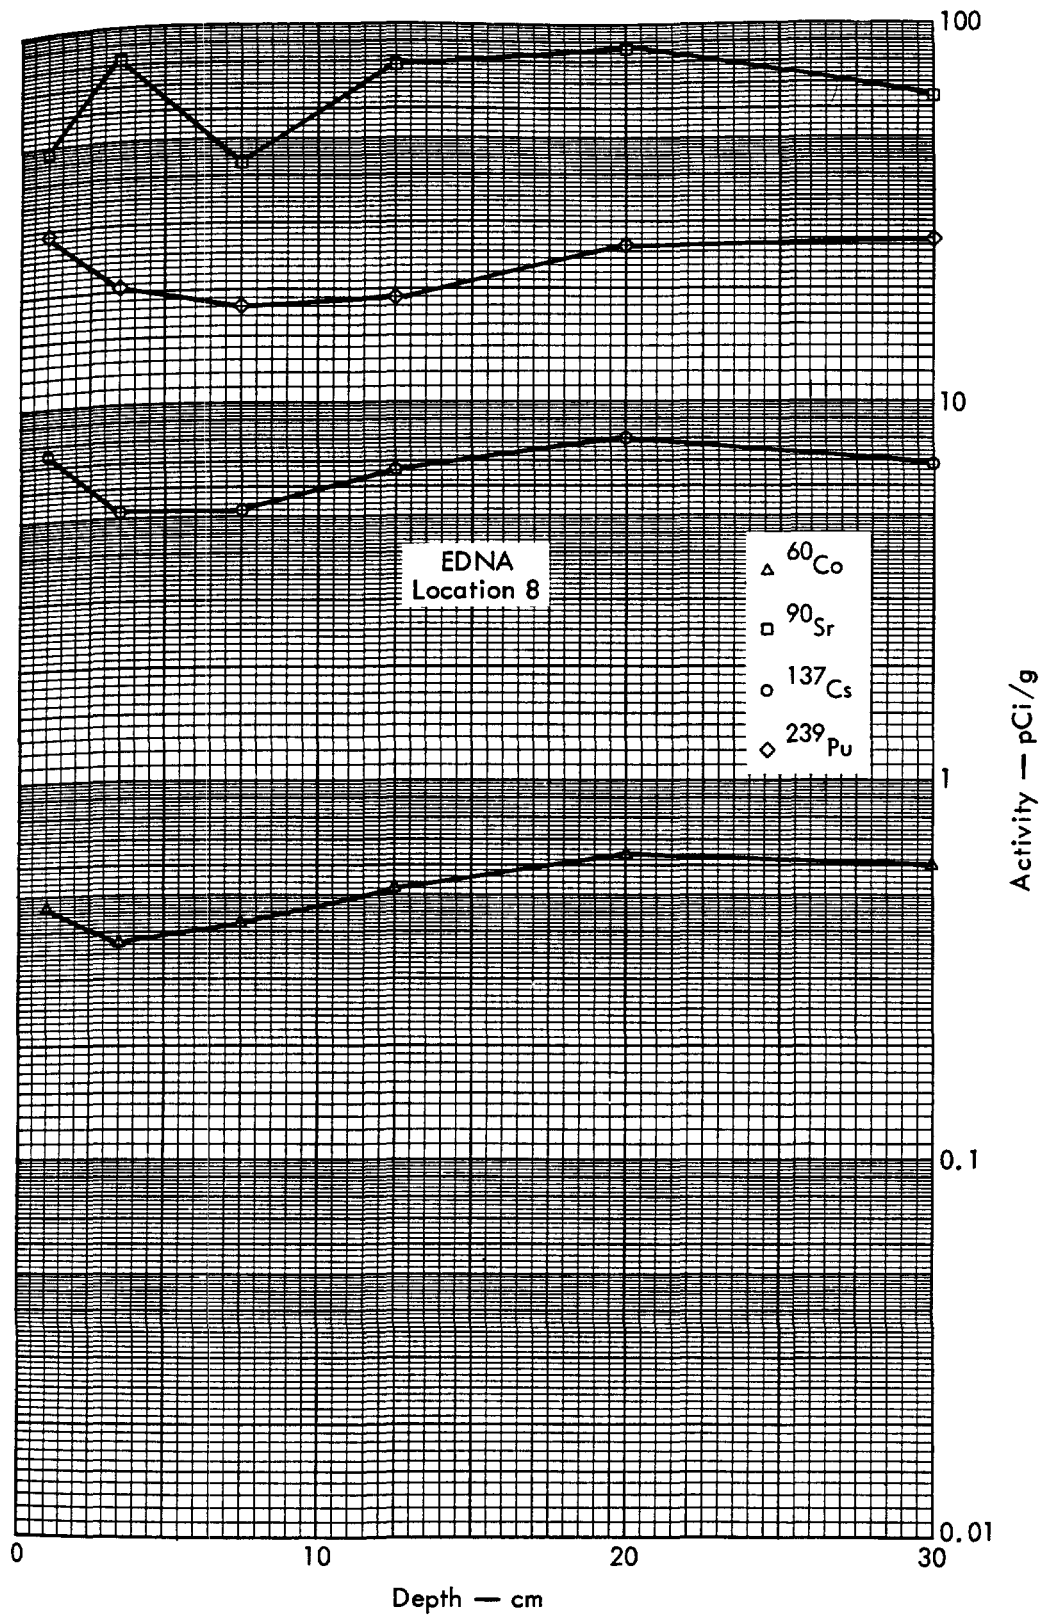 100
10
EDNA
Location 8
60Co
90Sr
137Cs
239Pu
1
0.1
0.01
0
10
20
30
Depth — cm
Activity — pCi/g